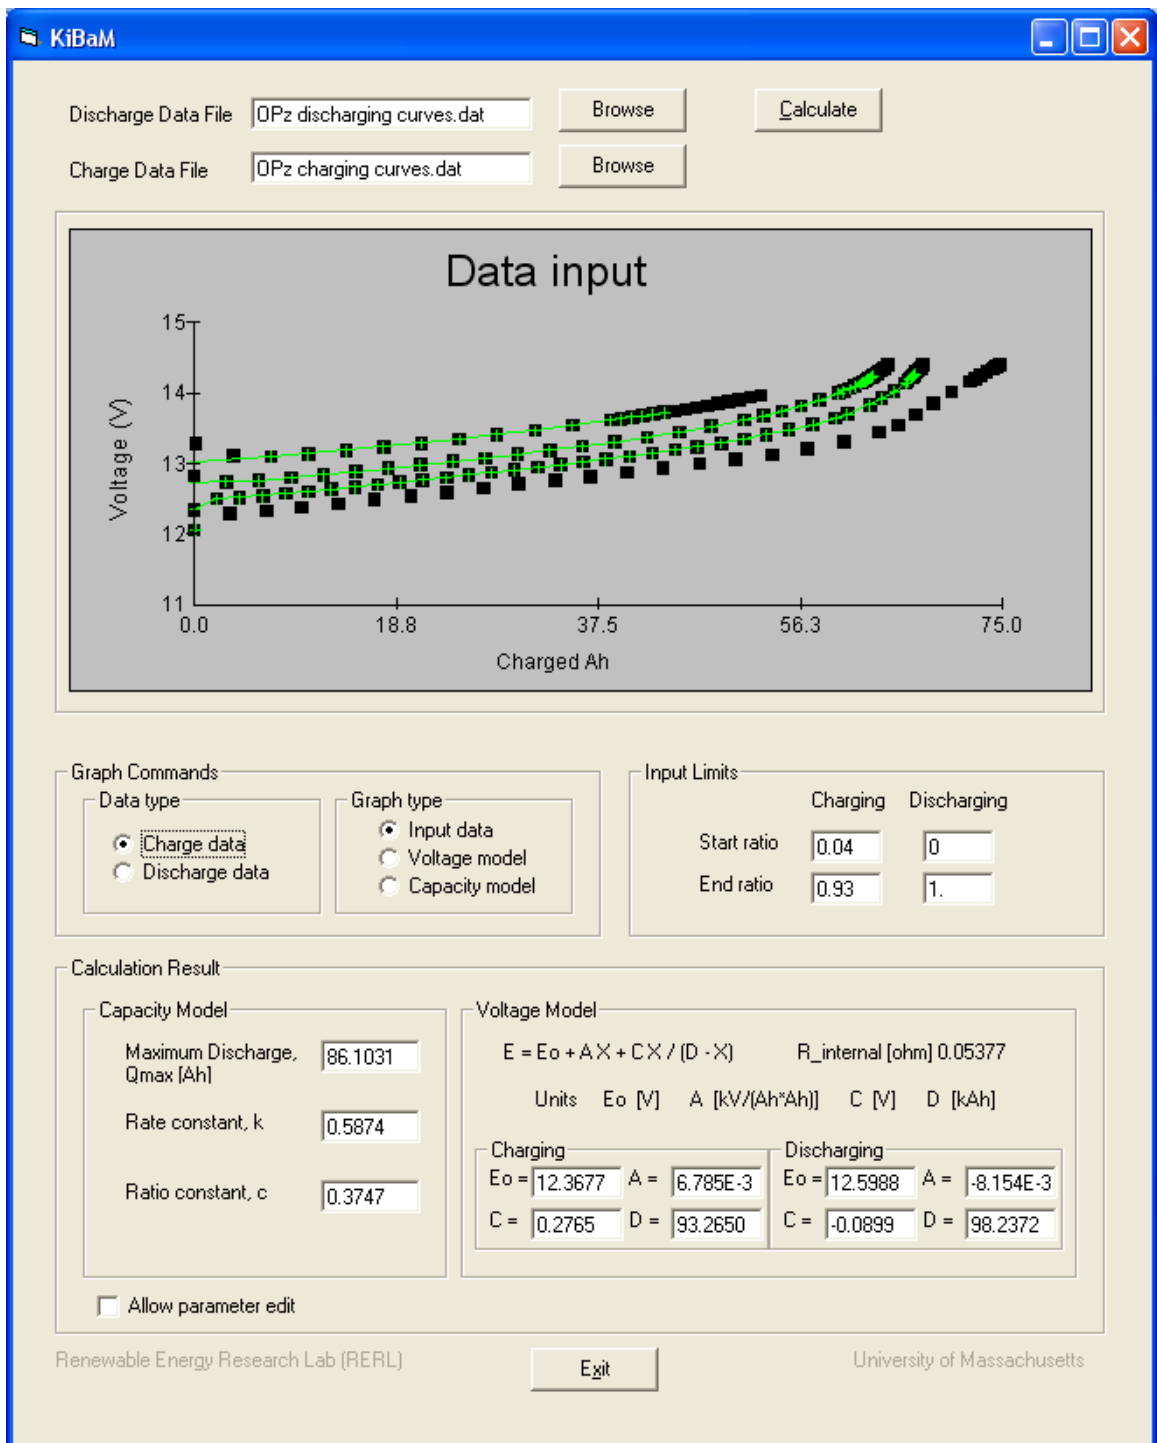 KiBaM
Discharge Data File OPz discharging curves.dat Browse Calculate
Charge Data File OPz charging curves.dat Browse
Data input
15
14
13
12
11
Voltage (V)
0.0 18.8 37.5 56.3 75.0
Charged Ah
Graph Commands
Data type
Charge data
Discharge data
Graph type
Input data
Voltage model
Capacity model
Input Limits
Charging Discharging
Start ratio 0.04 0
End ratio 0.93 1.
Calculation Result
Capacity Model
Maximum Discharge,
Qmax [Ah] 86.1031
Rate constant, k 0.5874
Ratio constant, c 0.3747
Voltage Model
E = Eo + A X + C X / (D - X) R_internal [ohm] 0.05377
Units Eo [V] A [kV/(Ah*Ah)] C [V] D [kAh]
Charging
Eo = 12.3677 A = 6.785E-3
C = 0.2765 D = 93.2650
Discharging
Eo = 12.5988 A = -8.154E-3
C = -0.0899 D = 98.2372
Allow parameter edit
Renewable Energy Research Lab (RERL) Exit University of Massachusetts